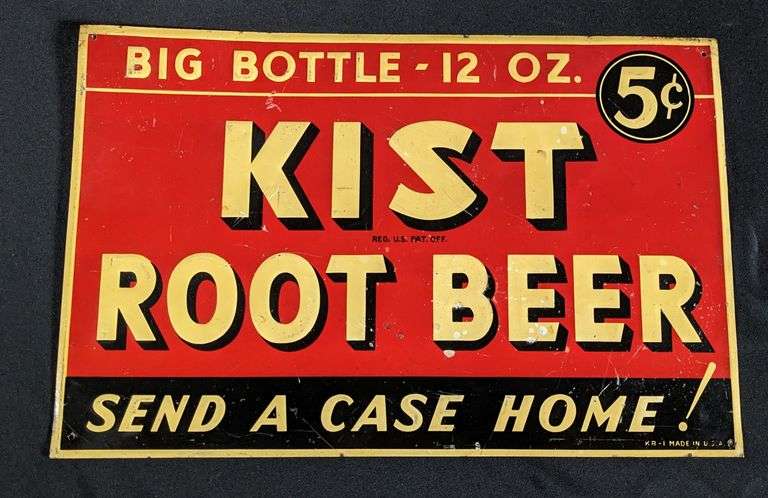 BIG BOTTLE - 12 OZ.
5¢
KIST
REG. U.S. PAT. OFF.
ROOT BEER
SEND A CASE HOME!
KR-1 MADE IN U.S.A.